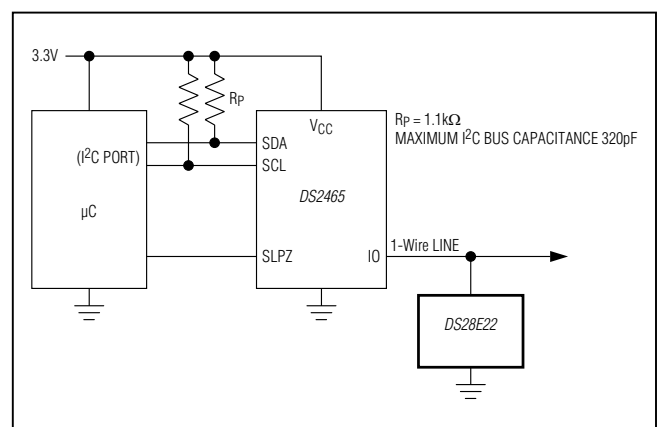 3.3V
RP
VCC
RP = 1.1kΩ
MAXIMUM I²C BUS CAPACITANCE 320pF
(I²C PORT)
SDA
SCL
DS2465
µC
SLPZ
IO
1-Wire LINE
DS28E22